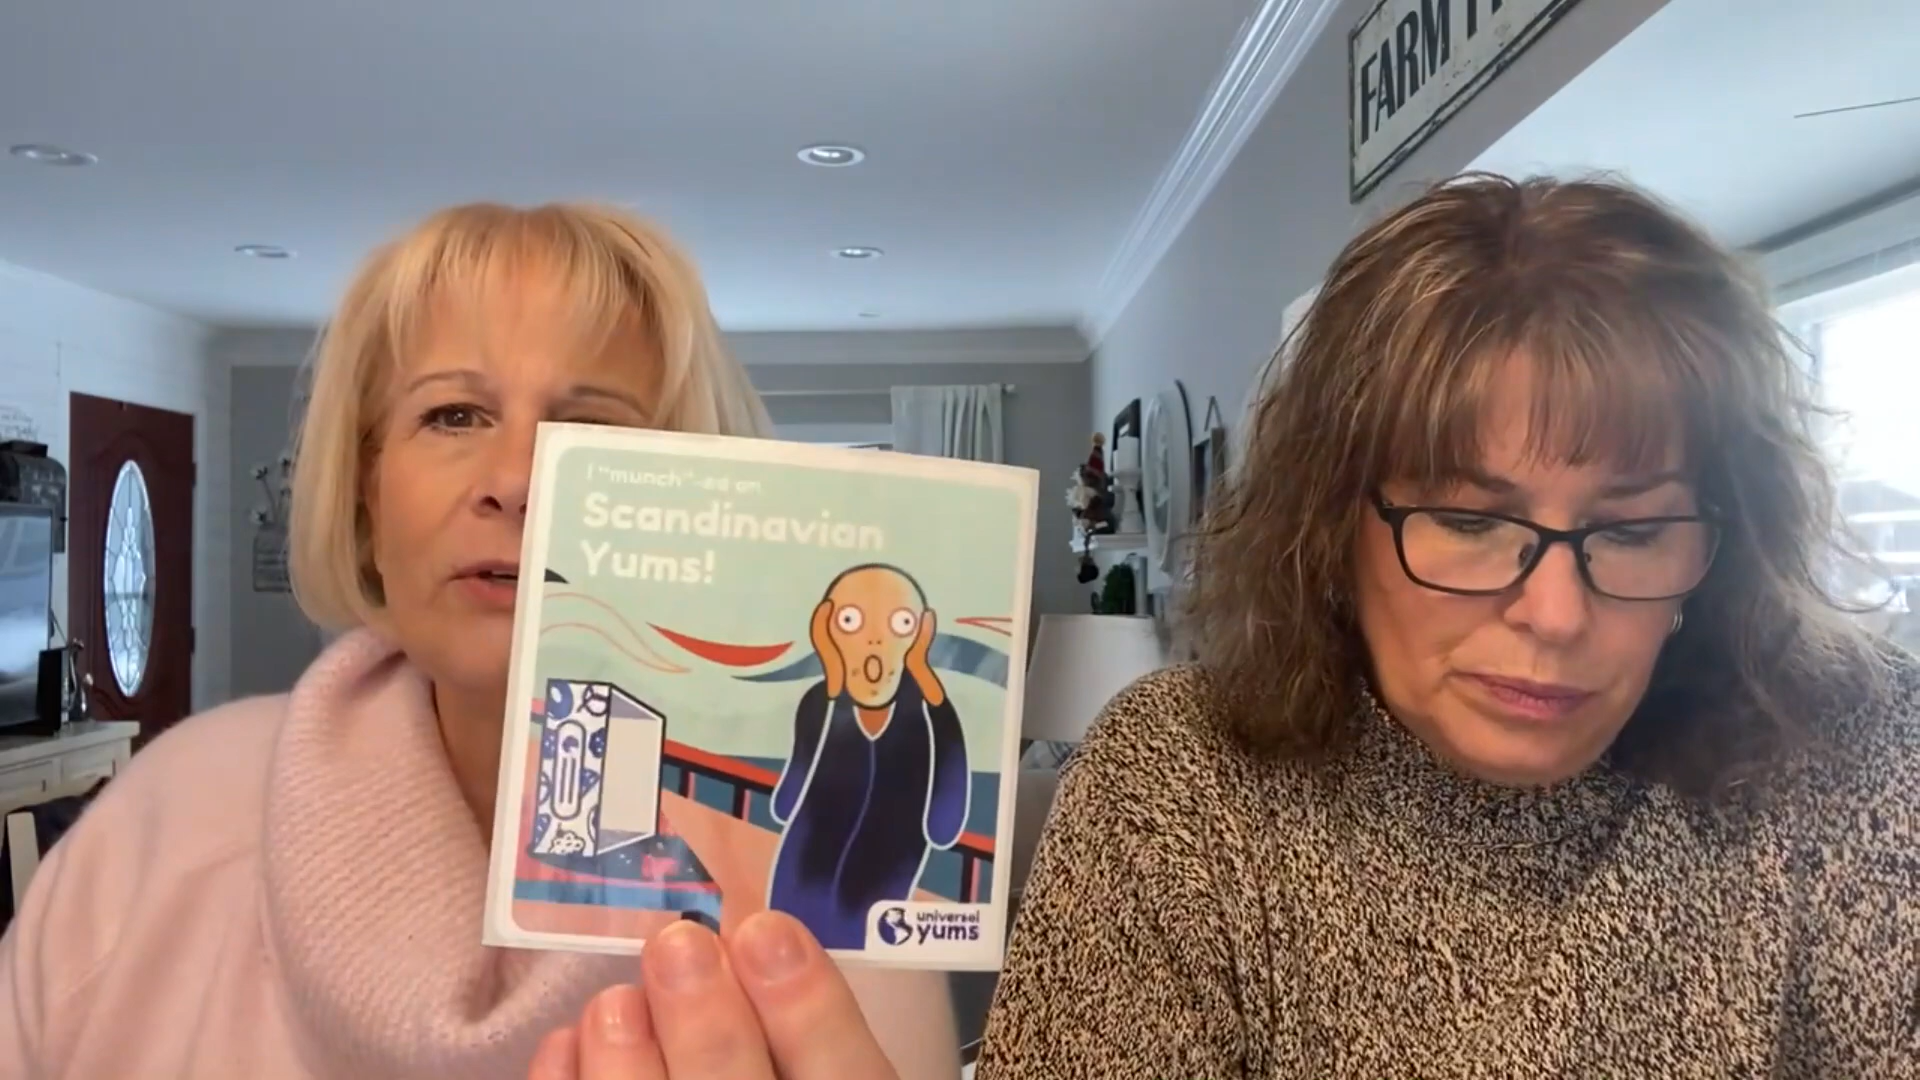 FARM
I "munch"-ed on
Scandinavian
Yums!
universal
yums